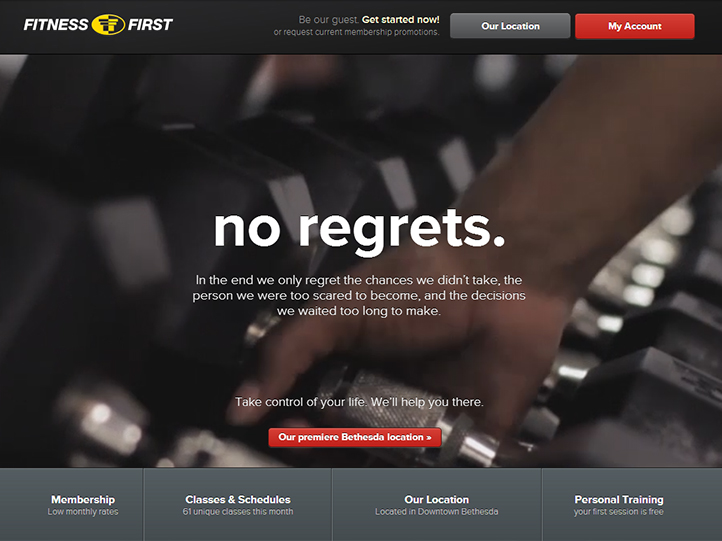 FITNESS FIRST
Be our guest. Get started now!
or request current membership promotions.
Our Location
My Account
no regrets.
In the end we only regret the chances we didn't take, the
person we were too scared to become, and the decisions
we waited too long to make.
Take control of your life. We'll help you there.
Our premiere Bethesda location »
Membership
Low monthly rates
Classes & Schedules
61 unique classes this month
Our Location
Located in Downtown Bethesda
Personal Training
your first session is free